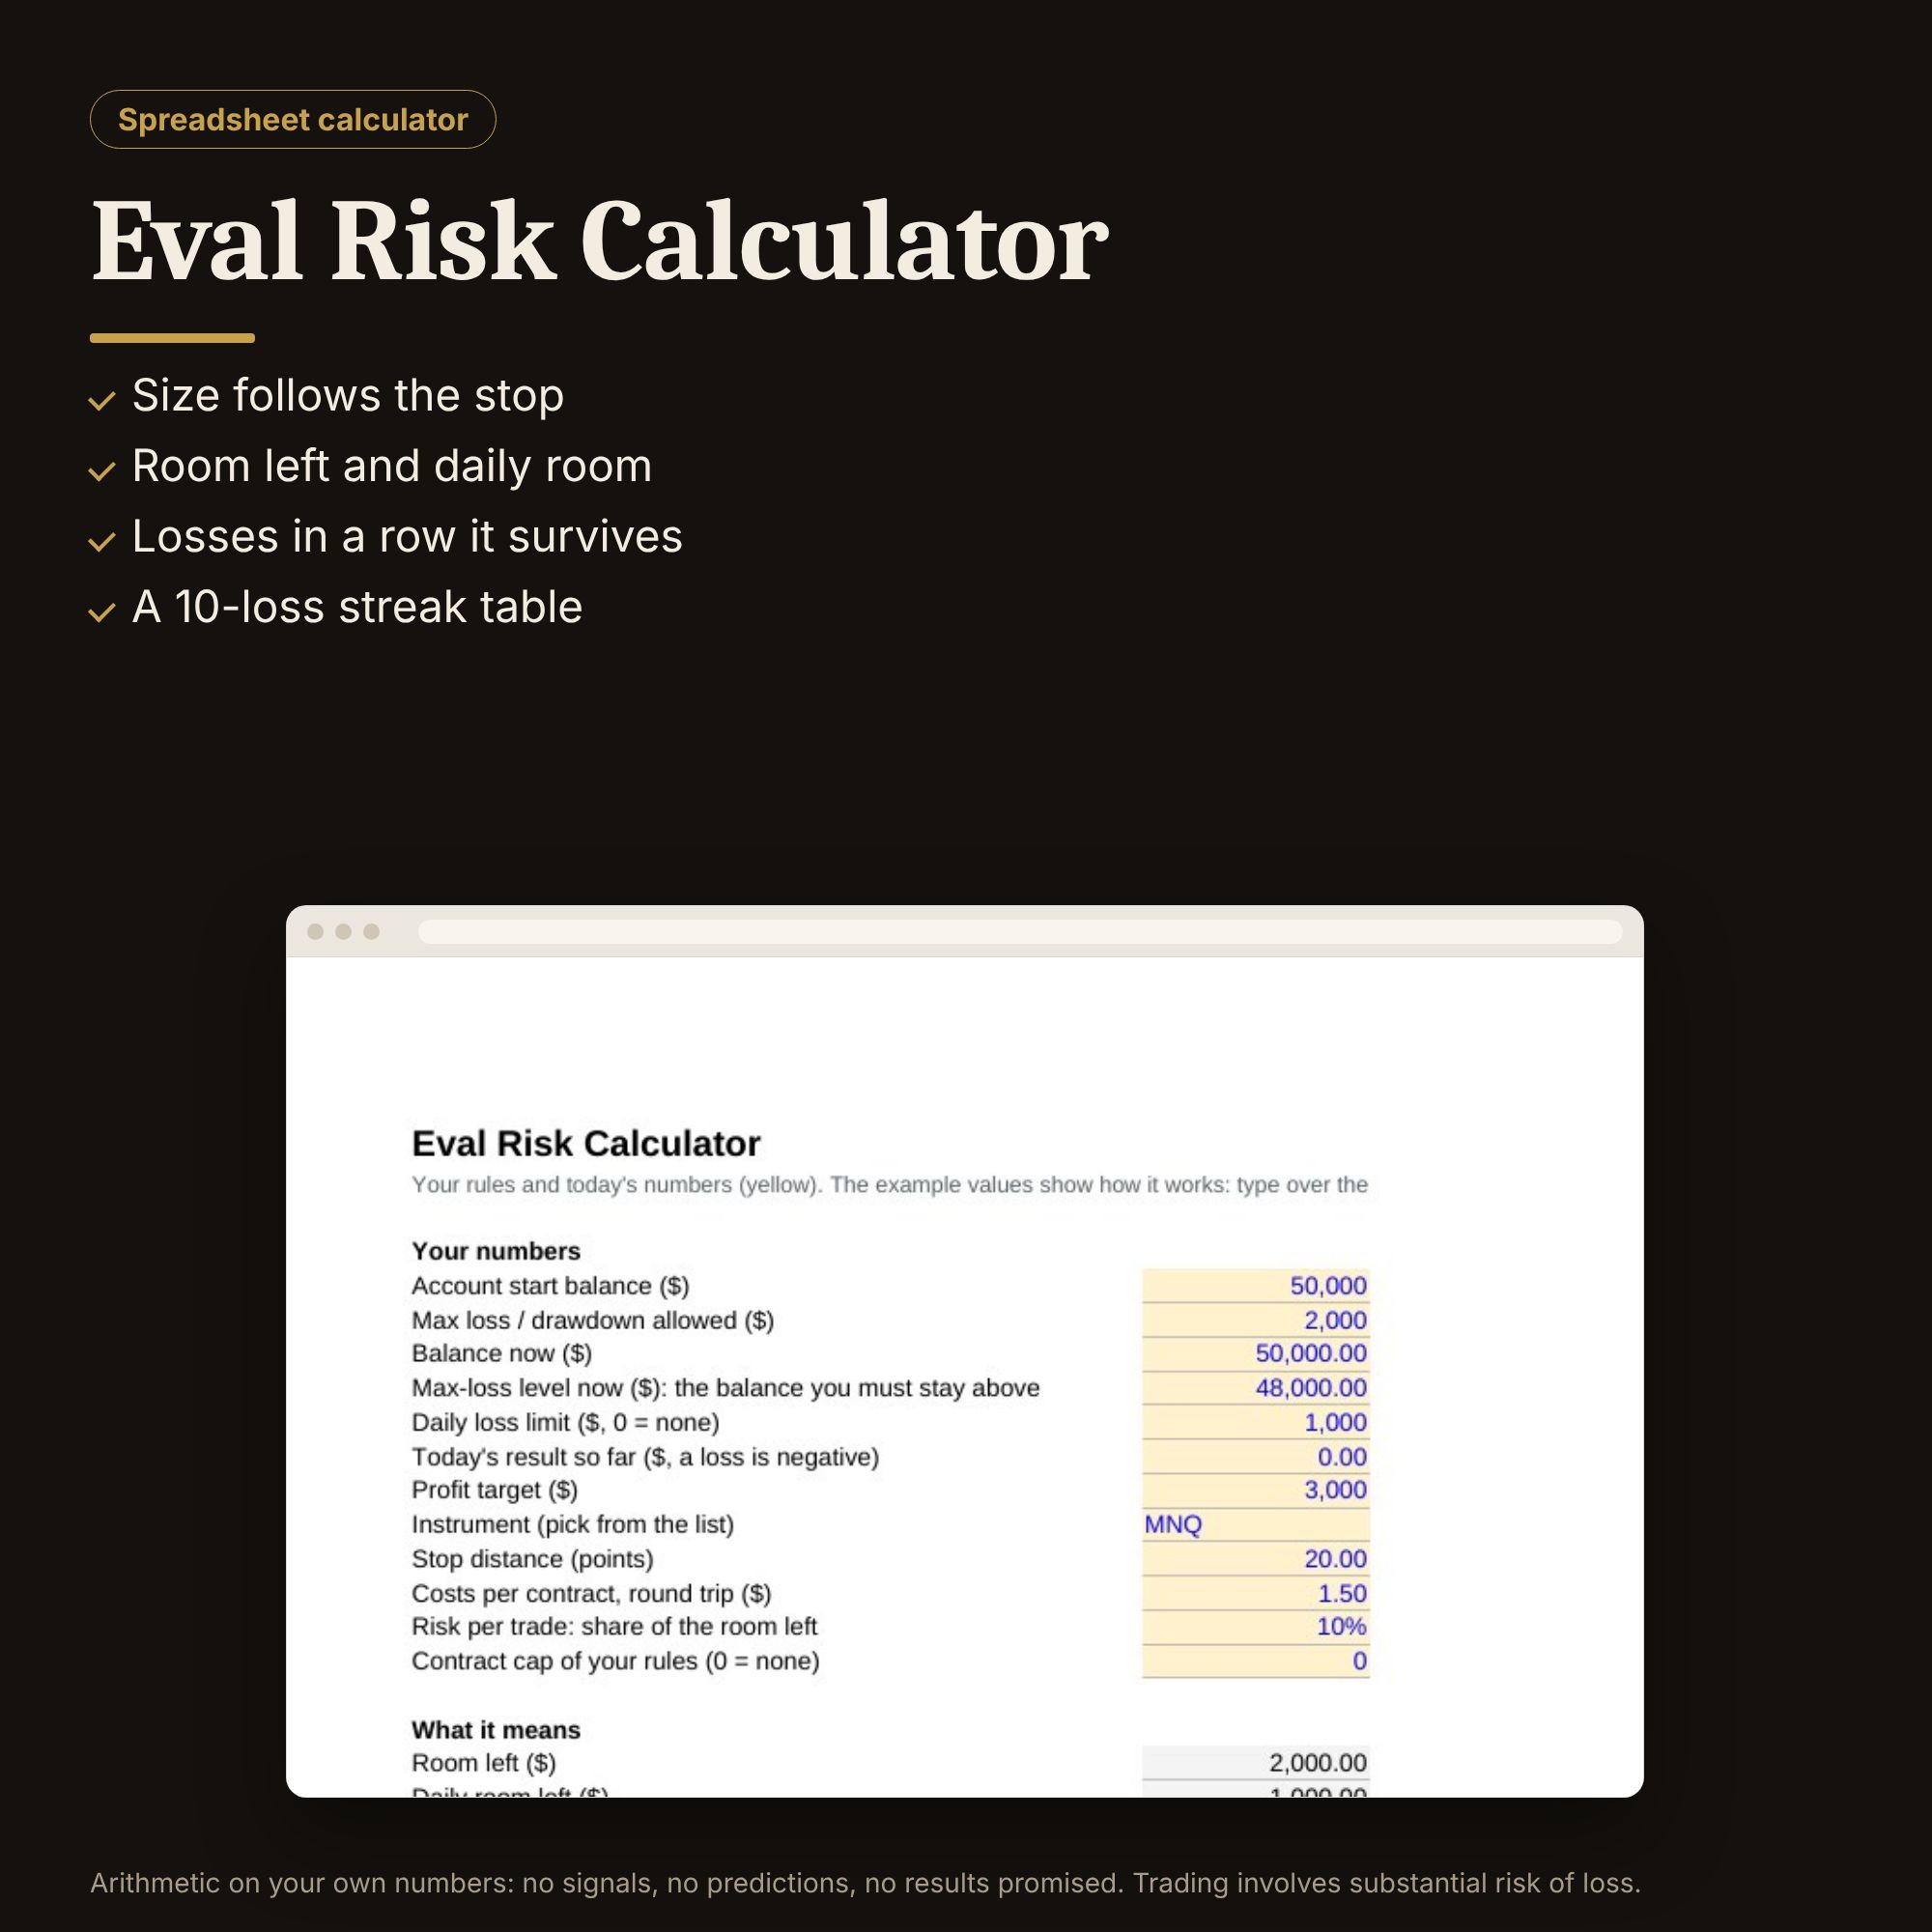 Spreadsheet calculator
Eval Risk Calculator
Size follows the stop
Room left and daily room
Losses in a row it survives
A 10-loss streak table
Eval Risk Calculator
Your rules and today's numbers (yellow). The example values show how it works: type over the
Your numbers
Account start balance ($) 50,000
Max loss / drawdown allowed ($) 2,000
Balance now ($) 50,000.00
Max-loss level now ($): the balance you must stay above 48,000.00
Daily loss limit ($, 0 = none) 1,000
Today's result so far ($, a loss is negative) 0.00
Profit target ($) 3,000
Instrument (pick from the list) MNQ
Stop distance (points) 20.00
Costs per contract, round trip ($) 1.50
Risk per trade: share of the room left 10%
Contract cap of your rules (0 = none) 0
What it means
Room left ($) 2,000.00
Daily room left ($) 1,000.00
Arithmetic on your own numbers: no signals, no predictions, no results promised. Trading involves substantial risk of loss.